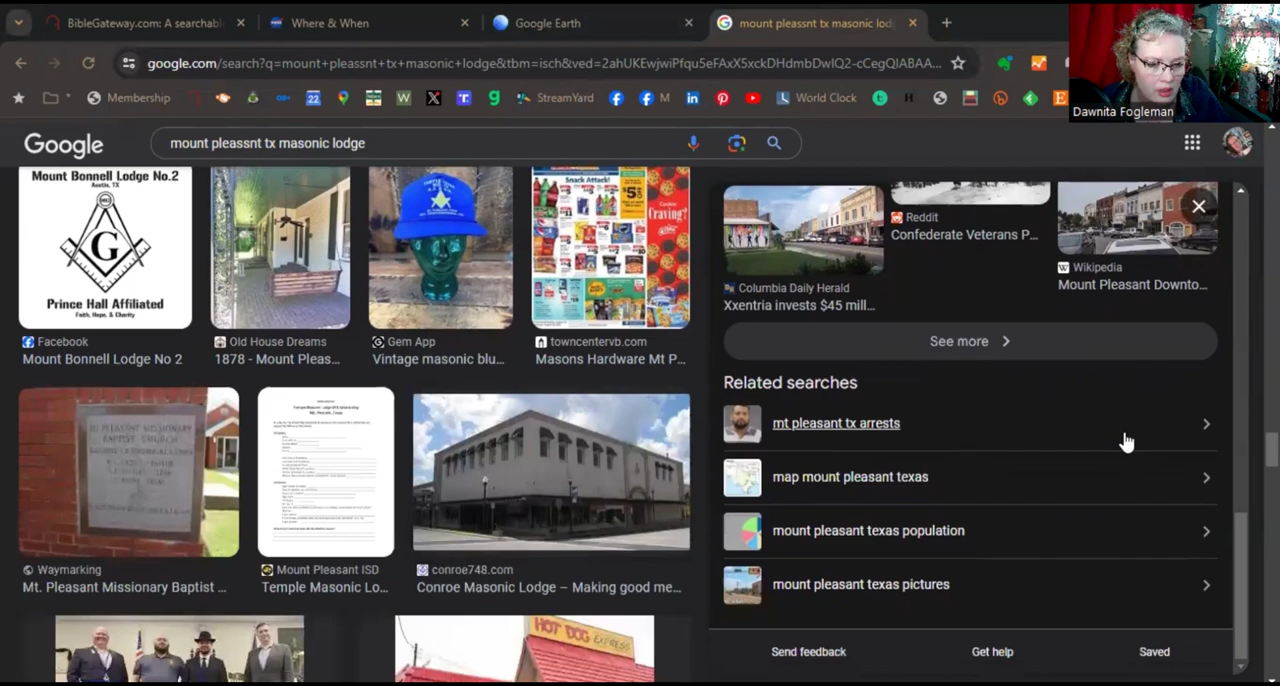 BibleGateway.com: A searchabl
Where & When
Google Earth
mount pleassnt tx masonic lod
google.com/search?q=mount+pleassnt+tx+masonic+lodge&tbm=isch&ved=2ahUKEwjwiPfqu5eFAxX5xckDHdmbDwIQ2-cCegQIABAA...
Membership
22
StreamYard
M
World Clock
Dawnita Fogleman
Google
mount pleassnt tx masonic lodge
Mount Bonnell Lodge No.2
Austin, TX
G
Prince Hall Affiliated
Faith, Hope, & Charity
Facebook
Mount Bonnell Lodge No 2
Old House Dreams
1878 - Mount Pleas...
Gem App
Vintage masonic blu...
Snack Attack!
Craving?
towncentervb.com
Masons Hardware Mt P...
Reddit
Confederate Veterans P...
Columbia Daily Herald
Xxentria invests $45 mill...
Wikipedia
Mount Pleasant Downto...
See more
Related searches
mt pleasant tx arrests
map mount pleasant texas
mount pleasant texas population
mount pleasant texas pictures
Send feedback
Get help
Saved
Waymarking
Mt. Pleasant Missionary Baptist ...
Mount Pleasant ISD
Temple Masonic Lo...
conroe748.com
Conroe Masonic Lodge – Making good me...
HOT DOG EXPRESS